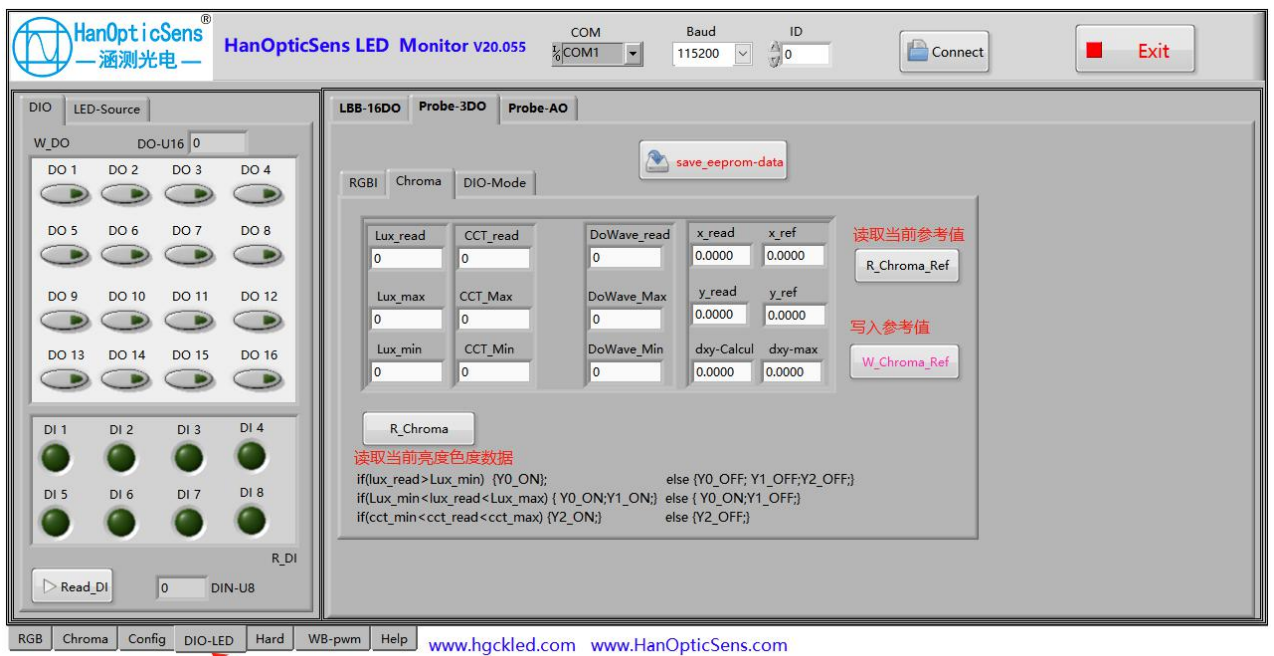 HanOpticSens®
涵测光电
HanOpticSens LED Monitor V20.055
COM
COM1
Baud
115200
ID
0
Connect
Exit
DIO
LED-Source
W_DO
DO-U16 0
DO 1 DO 2 DO 3 DO 4
DO 5 DO 6 DO 7 DO 8
DO 9 DO 10 DO 11 DO 12
DO 13 DO 14 DO 15 DO 16
DI 1 DI 2 DI 3 DI 4
DI 5 DI 6 DI 7 DI 8
R_DI
Read_DI
0 DIN-U8
LBB-16DO Probe-3DO Probe-AO
save_eeprom-data
RGBI Chroma DIO-Mode
Lux_read CCT_read DoWave_read x_read x_ref
0 0 0 0.0000 0.0000
Lux_max CCT_Max DoWave_Max y_read y_ref
0 0 0 0.0000 0.0000
Lux_min CCT_Min DoWave_Min dxy-Calcul dxy-max
0 0 0 0.0000 0.0000
读取当前参考值
R_Chroma_Ref
写入参考值
W_Chroma_Ref
R_Chroma
读取当前亮度色度数据
if(lux_read>Lux_min) {Y0_ON}; else {Y0_OFF; Y1_OFF;Y2_OFF;}
if(Lux_min<lux_read<Lux_max) { Y0_ON;Y1_ON;} else { Y0_ON;Y1_OFF;}
if(cct_min<cct_read<cct_max) {Y2_ON;} else {Y2_OFF;}
RGB Chroma Config DIO-LED Hard WB-pwm Help
www.hgckled.com www.HanOpticSens.com